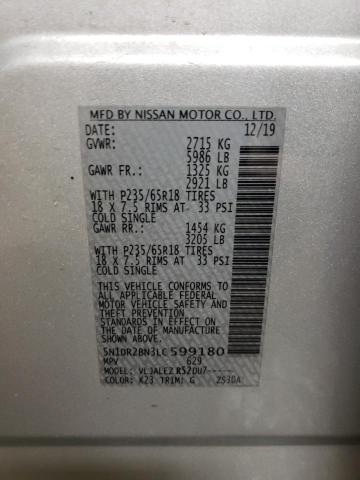 MFD BY NISSAN MOTOR CO., LTD.
DATE: 12/19
GVWR: 2715 KG
5986 LB
GAWR FR.: 1325 KG
2921 LB
WITH P235/65R18 TIRES
18 X 7.5 RIMS AT 33 PSI
COLD SINGLE
GAWR RR.: 1454 KG
3205 LB
WITH P235/65R18 TIRES
18 X 7.5 RIMS AT 33 PSI
COLD SINGLE
THIS VEHICLE CONFORMS
TO ALL APPLICABLE FEDERAL
MOTOR VEHICLE SAFETY AND
AND THEFT PREVENTION
STANDARDS IN EFFECT ON
THE DATE OF MANUFACTURE
SHOWN ABOVE.
5N1DR2BN3LC599180
MPV 629
MODEL: VLJALEZ R52UU7-----
COLOR: K23 TRIM: G 2530A